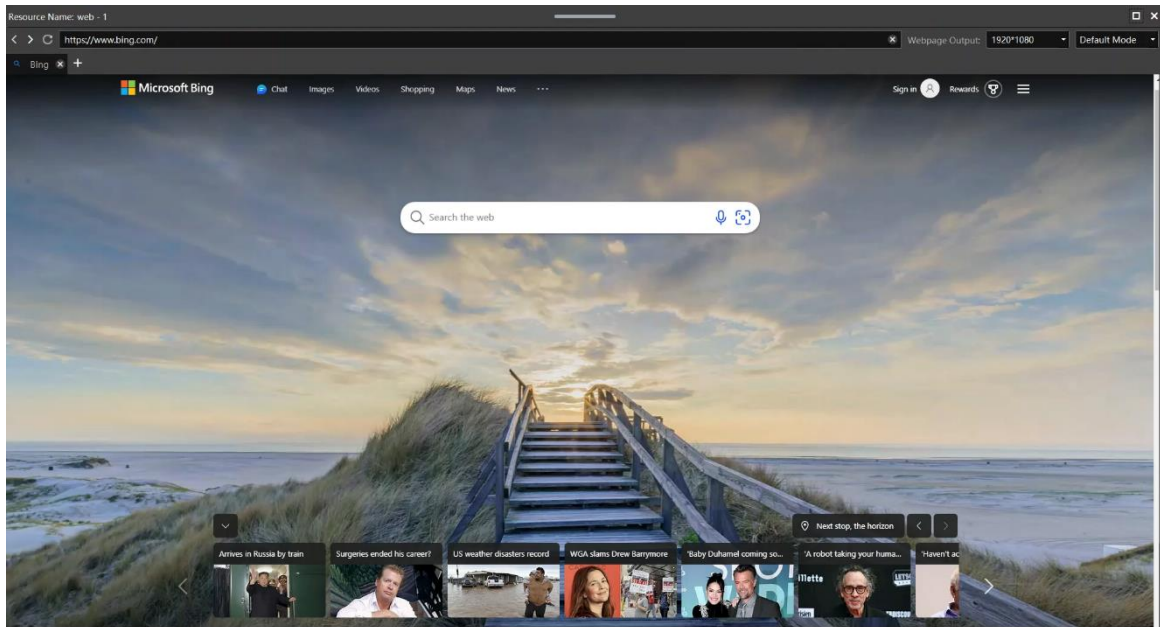 Resource Name: web - 1
https://www.bing.com/ Webpage Output: 1920*1080 Default Mode
Bing
Microsoft Bing Chat Images Videos Shopping Maps News ... Sign in Rewards
Search the web
Next stop, the horizon
Arrives in Russia by train Surgeries ended his career? US weather disasters record WGA slams Drew Barrymore 'Baby Duhamel coming so... 'A robot taking your huma... 'Haven't ac
illette LETS